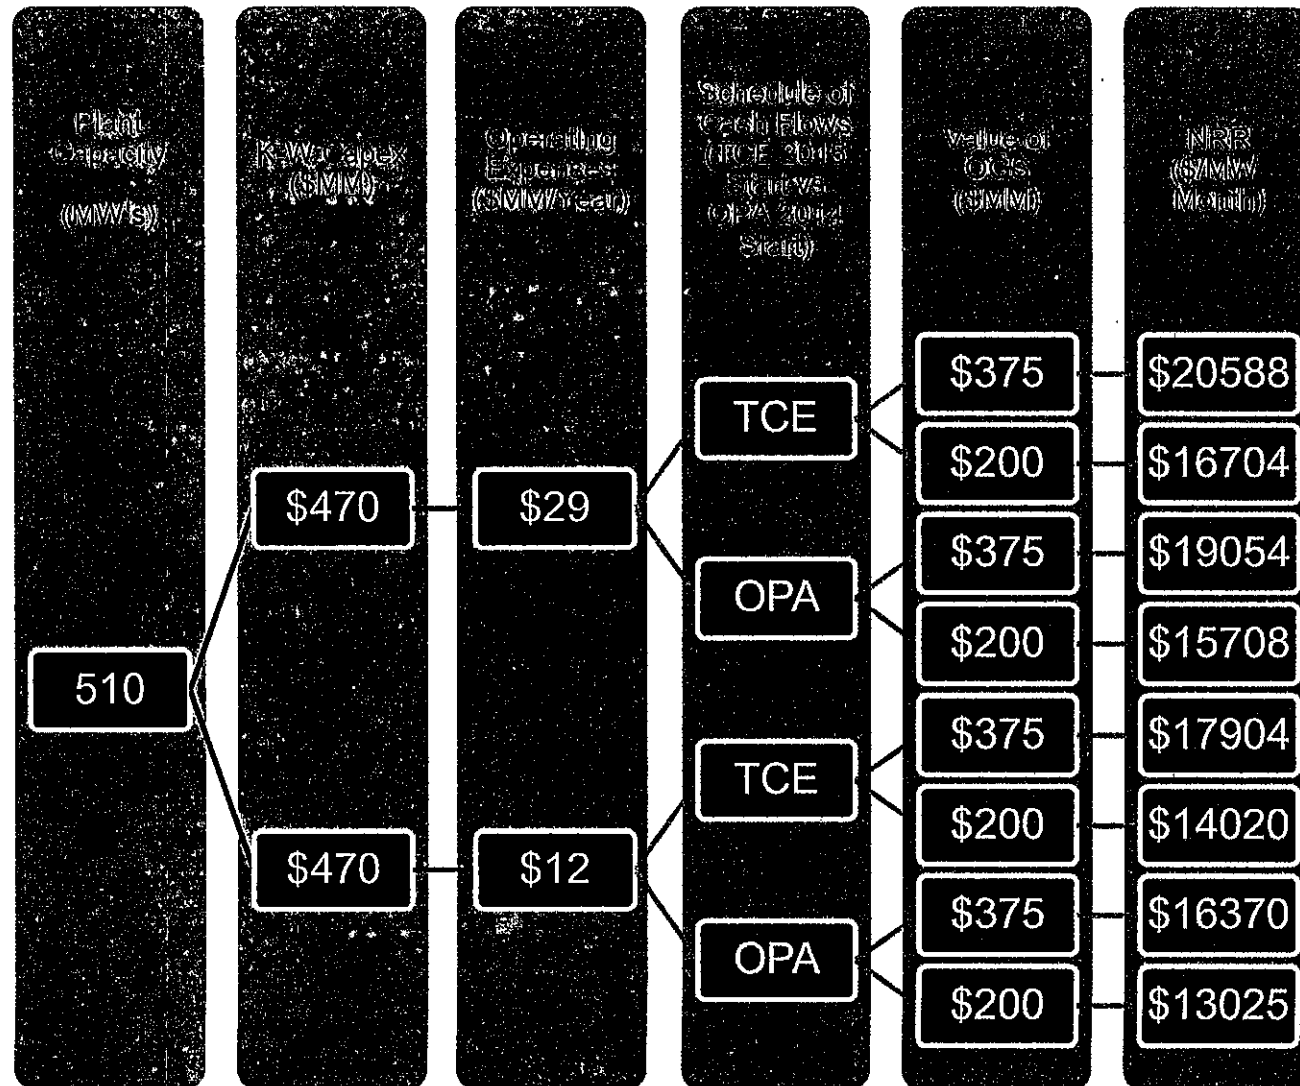 Plant
Capacity
(MW's)
K-W Capex
($MM)
Operating
Expenses
($MM/Year)
Schedule of
Cash Flows
(TCE 2015
Start vs
OPA 2014
Start)
Value of
OGS
($MM)
NRR
($/MW
Month)
510
$470
$470
$29
$12
TCE
OPA
TCE
OPA
$375
$200
$375
$200
$375
$200
$375
$200
$20588
$16704
$19054
$15708
$17904
$14020
$16370
$13025